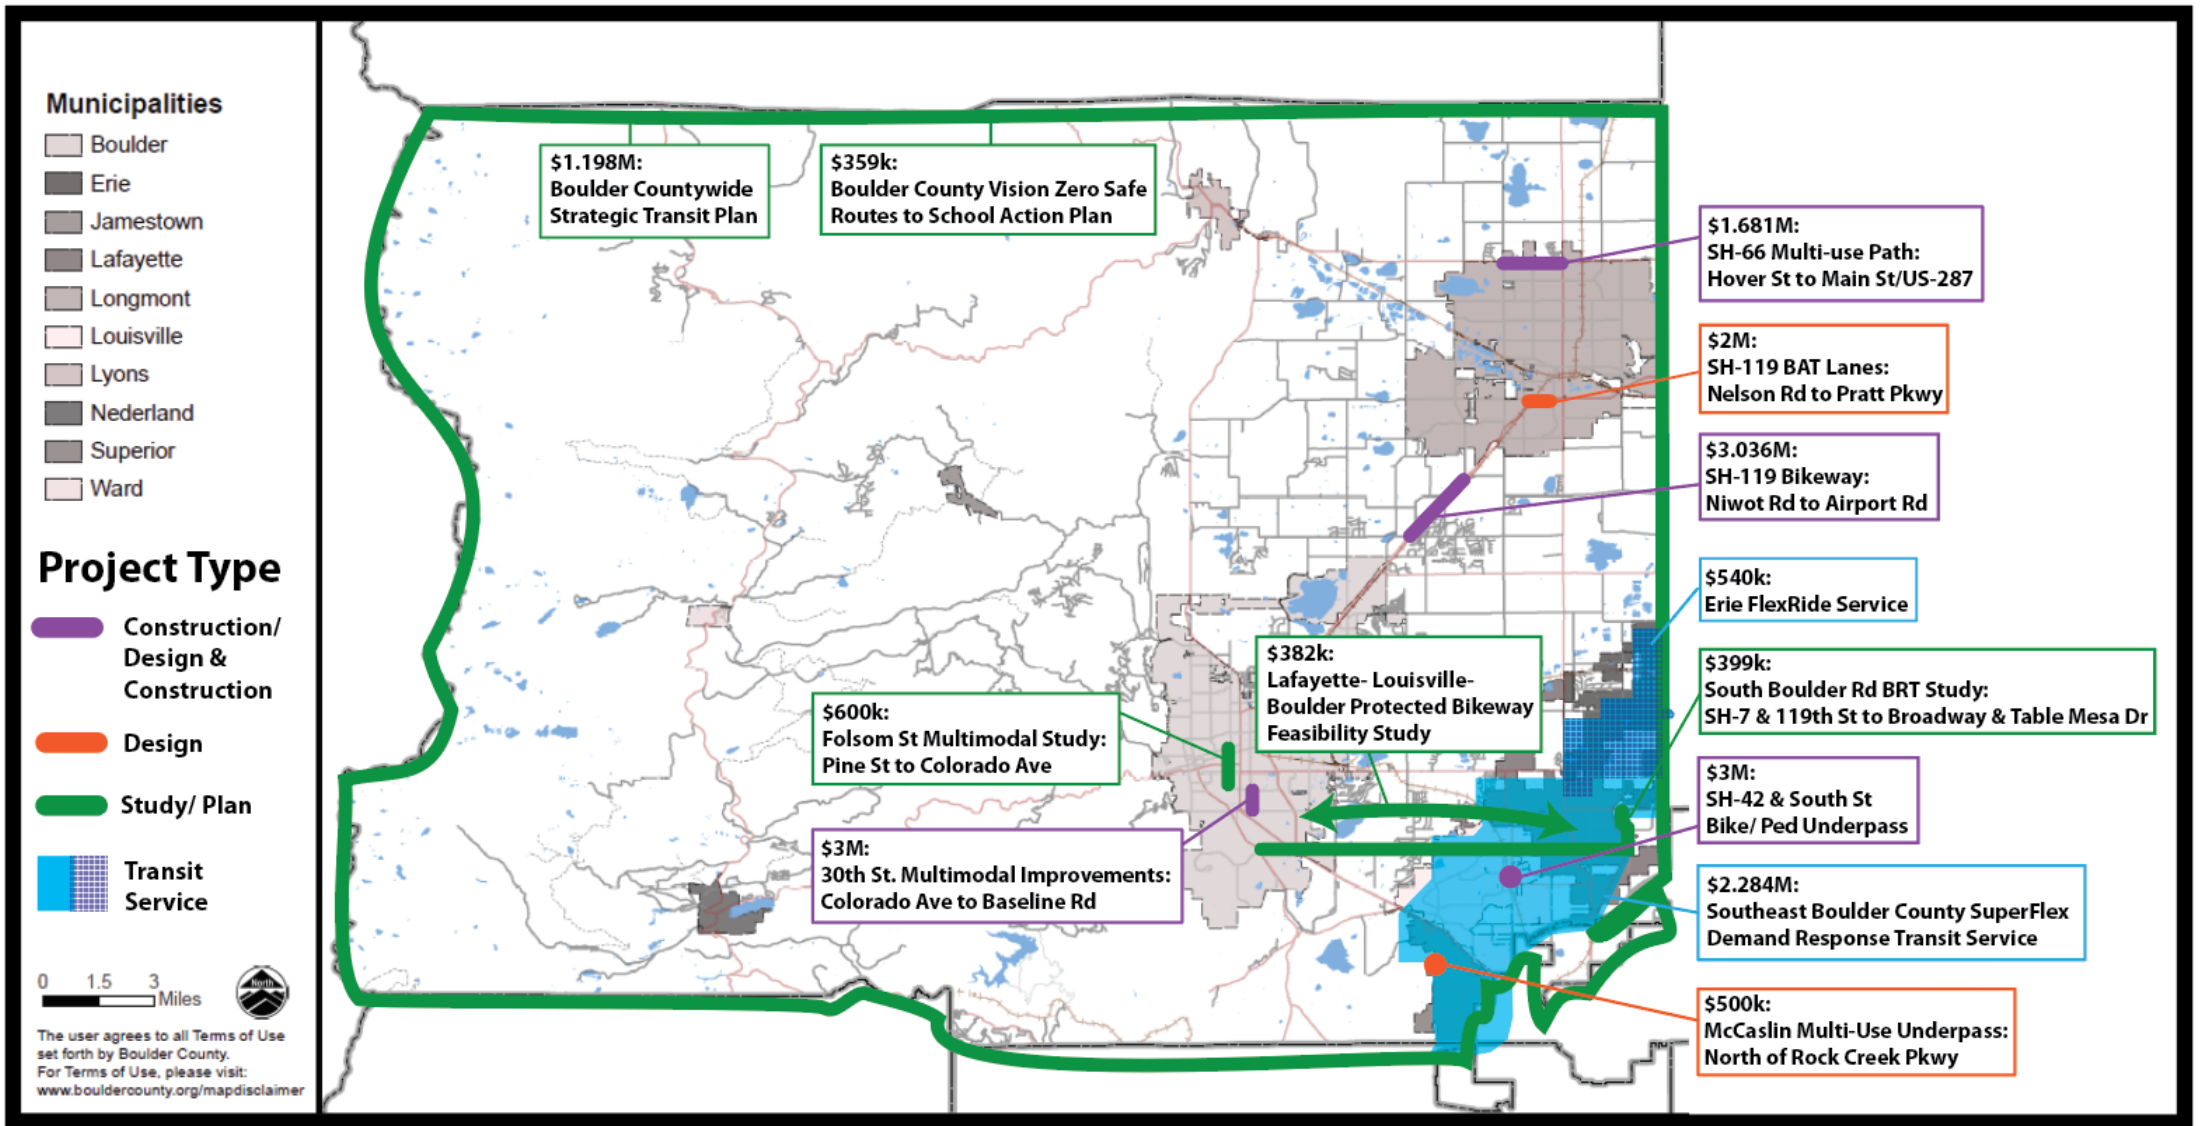 Municipalities
Boulder
Erie
Jamestown
Lafayette
Longmont
Louisville
Lyons
Nederland
Superior
Ward
Project Type
Construction/
Design &
Construction
Design
Study/ Plan
Transit
Service
0 1.5 3
Miles
North
The user agrees to all Terms of Use
set forth by Boulder County.
For Terms of Use, please visit:
www.bouldercounty.org/mapdisclaimer
$1.198M:
Boulder Countywide
Strategic Transit Plan
$359k:
Boulder County Vision Zero Safe
Routes to School Action Plan
$1.681M:
SH-66 Multi-use Path:
Hover St to Main St/US-287
$2M:
SH-119 BAT Lanes:
Nelson Rd to Pratt Pkwy
$3.036M:
SH-119 Bikeway:
Niwot Rd to Airport Rd
$540k:
Erie FlexRide Service
$382k:
Lafayette- Louisville-
Boulder Protected Bikeway
Feasibility Study
$399k:
South Boulder Rd BRT Study:
SH-7 & 119th St to Broadway & Table Mesa Dr
$600k:
Folsom St Multimodal Study:
Pine St to Colorado Ave
$3M:
SH-42 & South St
Bike/ Ped Underpass
$3M:
30th St. Multimodal Improvements:
Colorado Ave to Baseline Rd
$2.284M:
Southeast Boulder County SuperFlex
Demand Response Transit Service
$500k:
McCaslin Multi-Use Underpass:
North of Rock Creek Pkwy